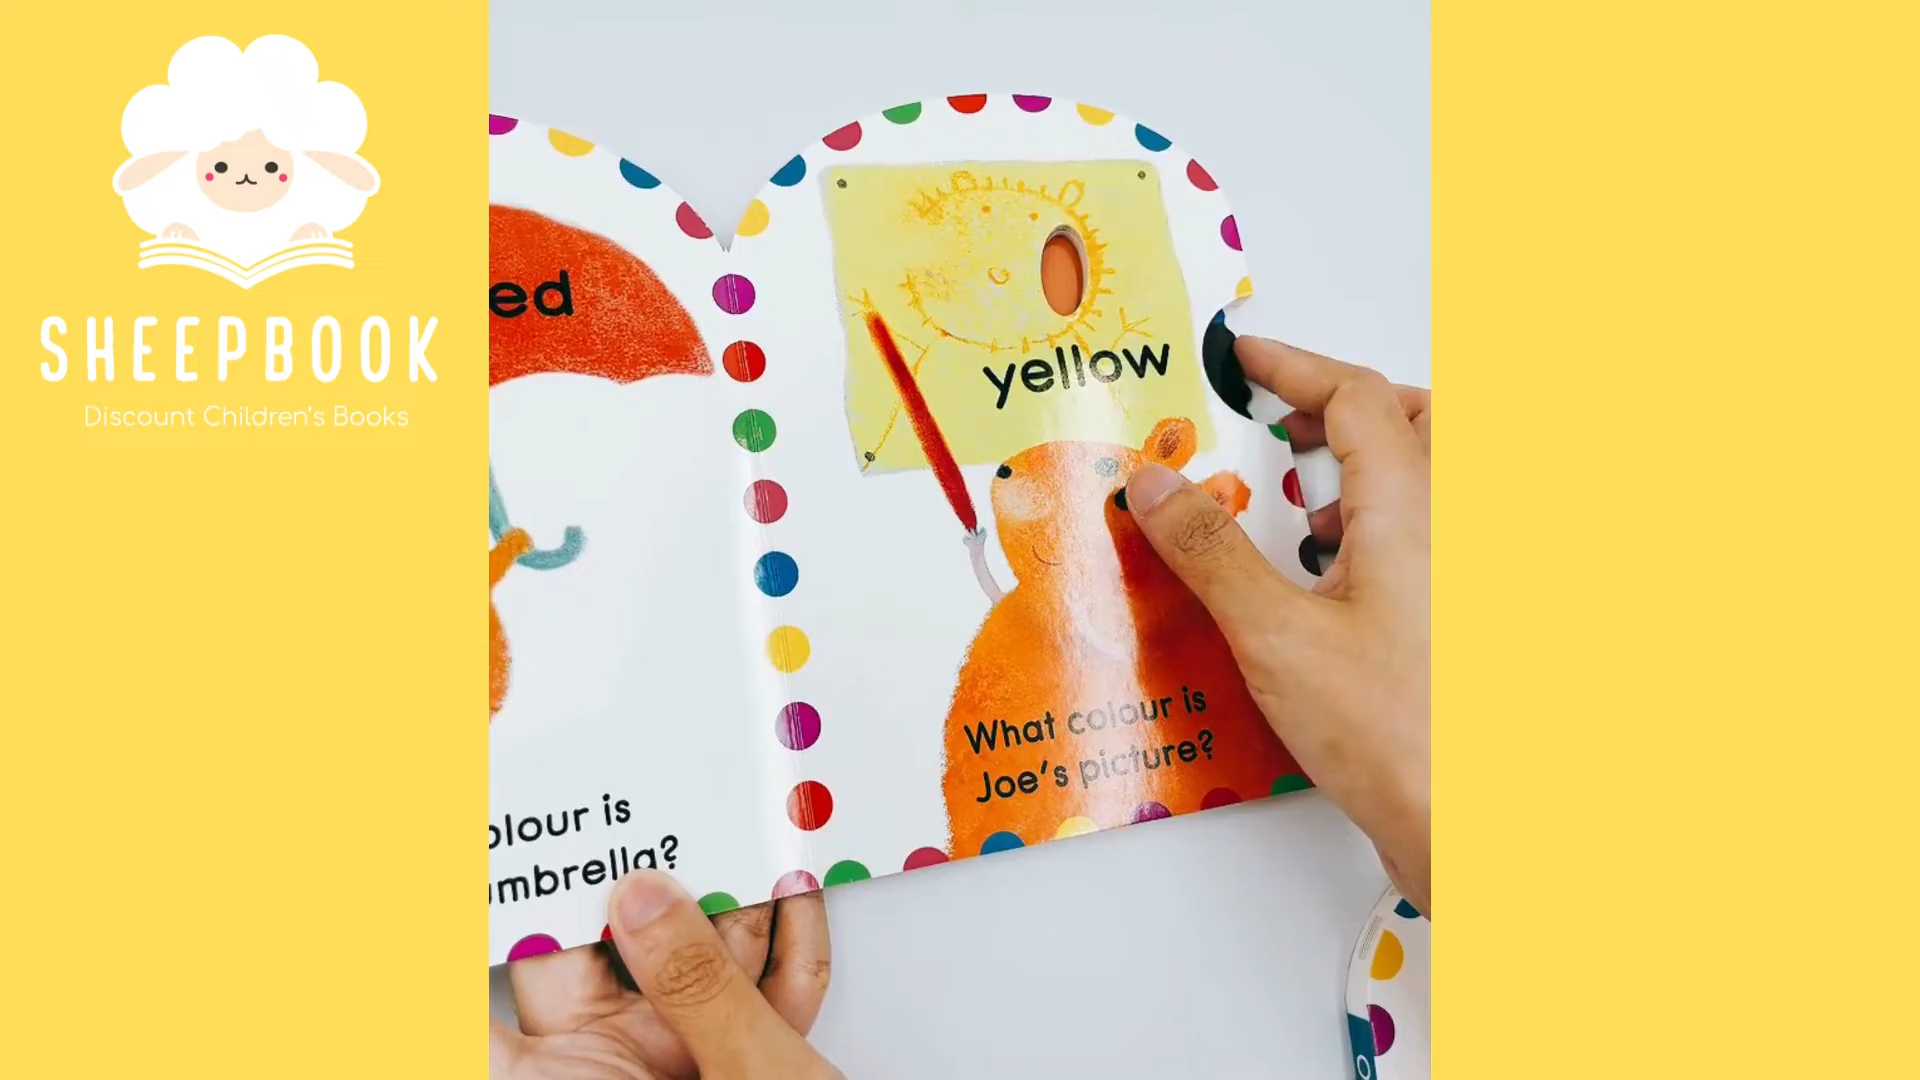 SHEEPBOOK
Discount Children's Books
ed
olour is
umbrella?
yellow
What colour is
Joe's picture?